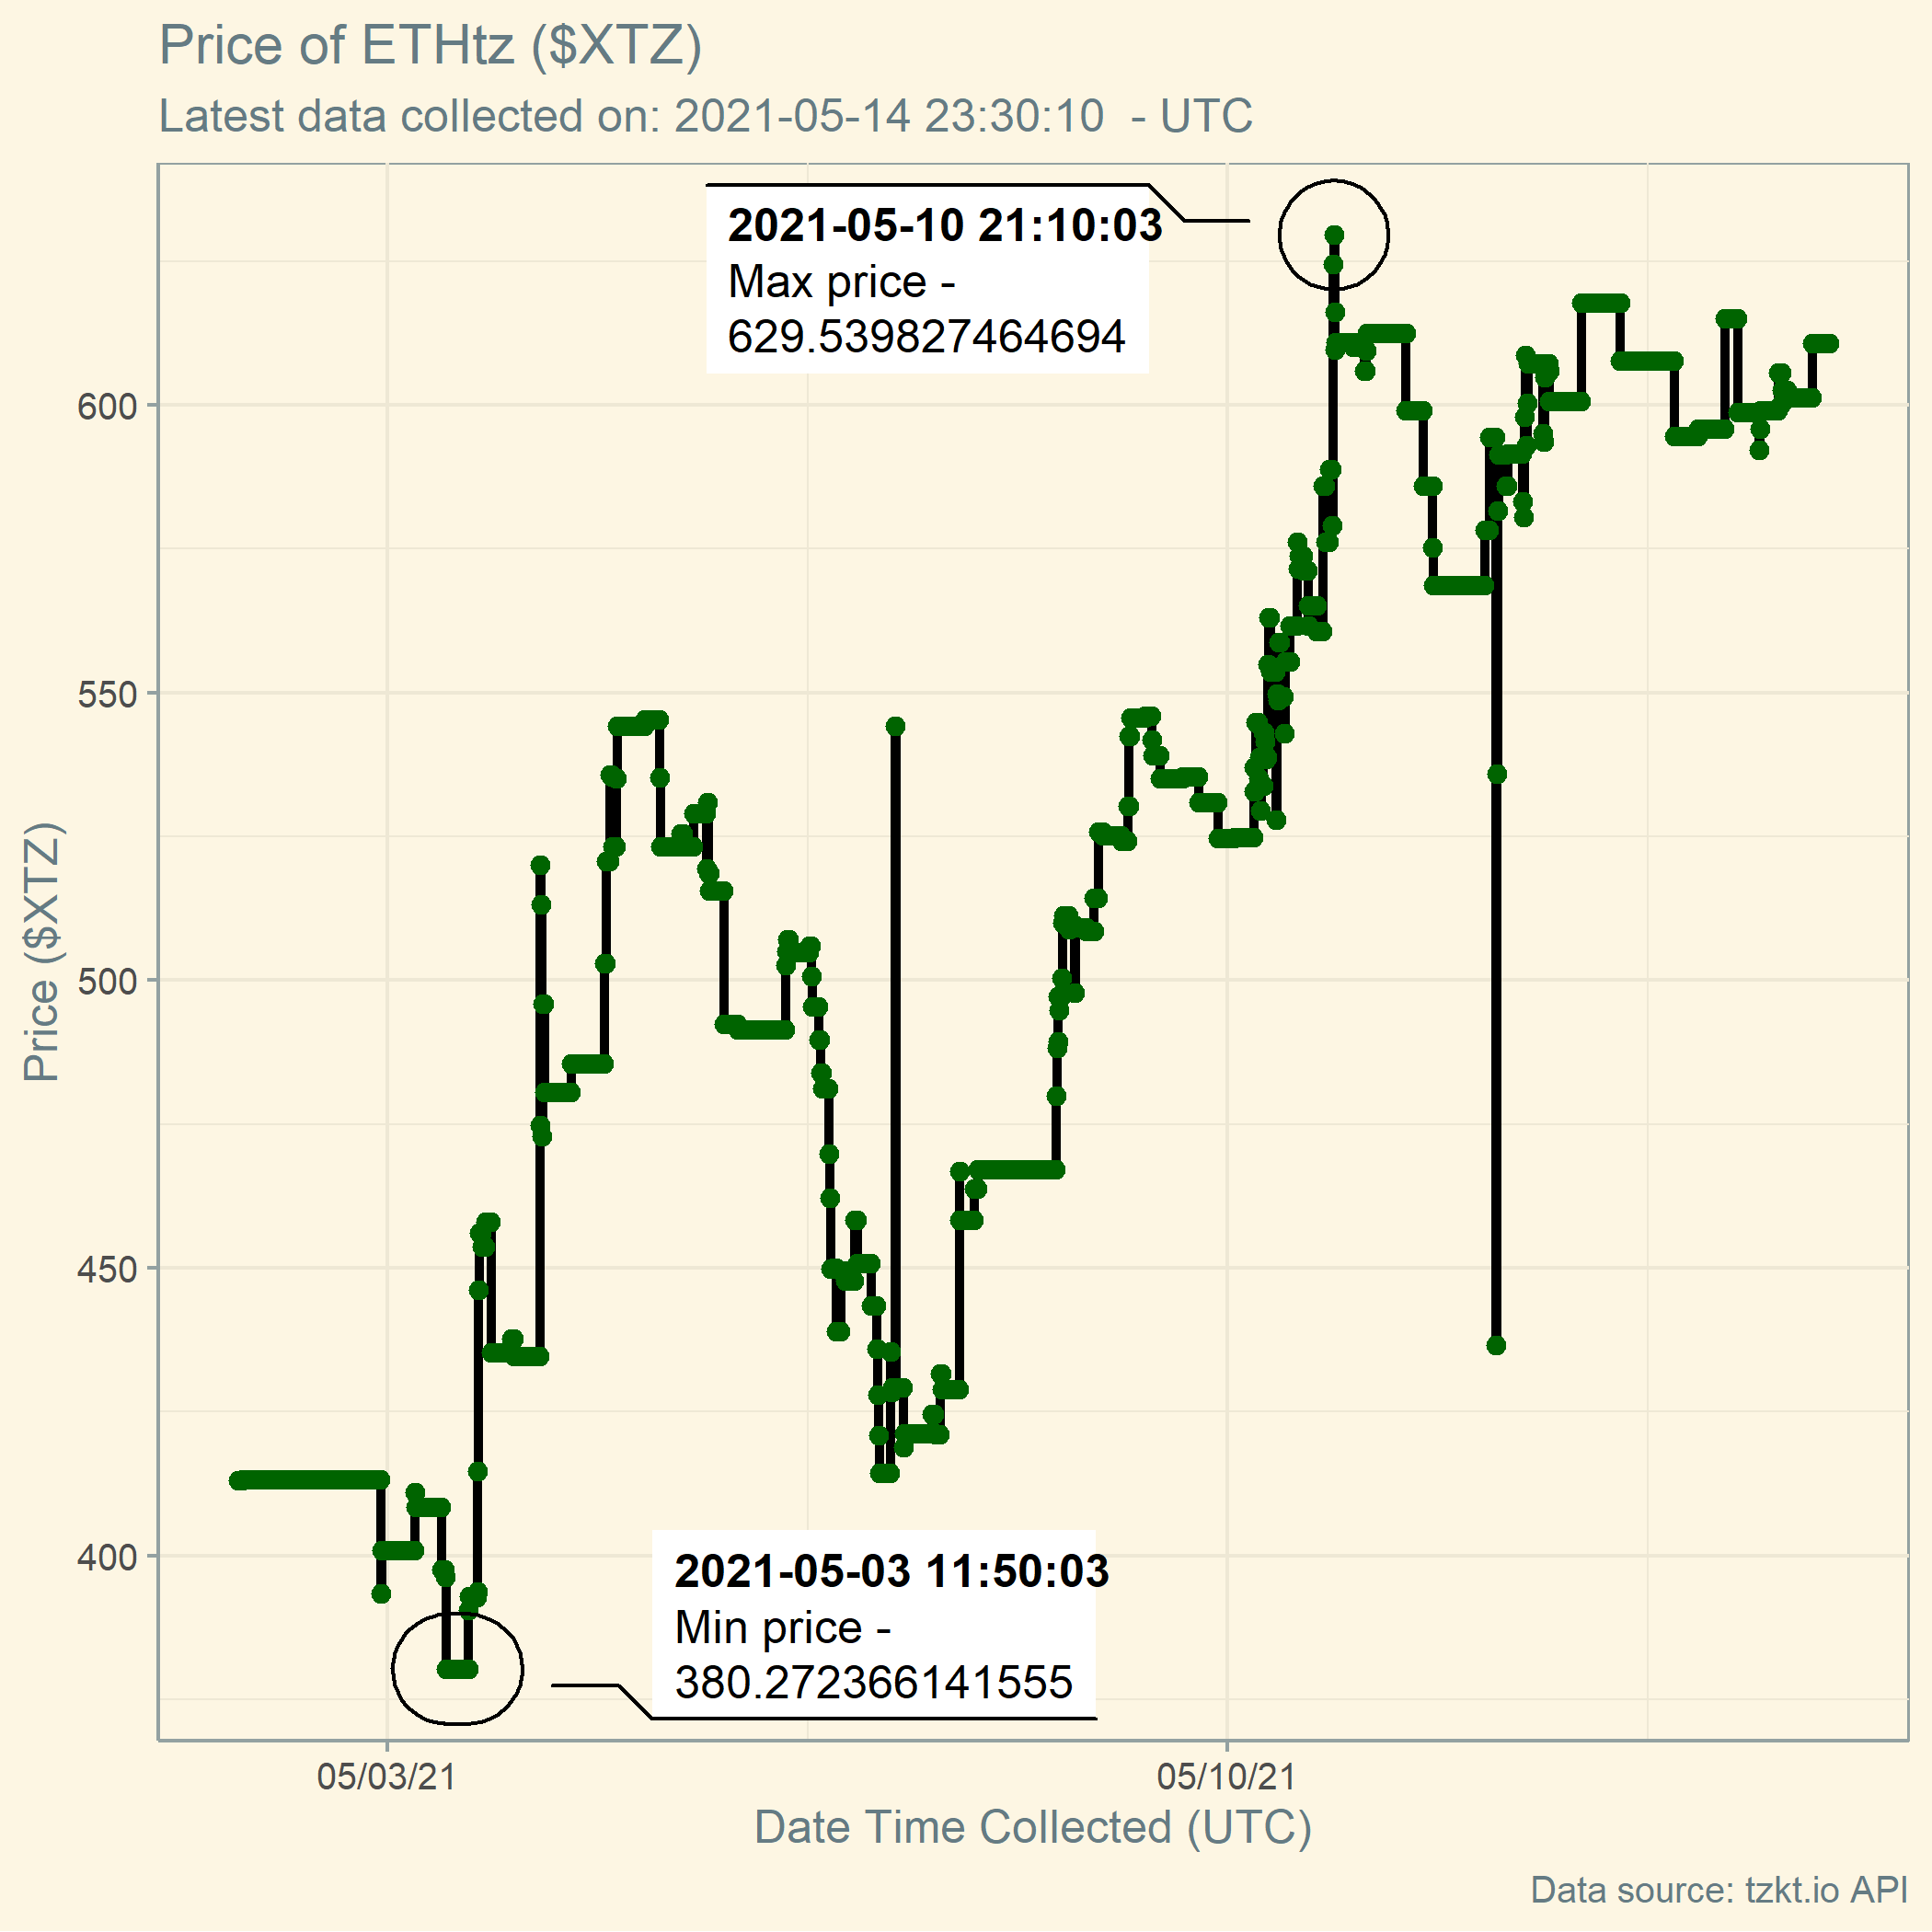 Price of ETHtz ($XTZ)
Latest data collected on: 2021-05-14 23:30:10  - UTC
2021-05-10 21:10:03
Max price -
629.539827464694
600
550
500
450
400
Price ($XTZ)
2021-05-03 11:50:03
Min price -
380.272366141555
05/03/21
05/10/21
Date Time Collected (UTC)
Data source: tzkt.io API